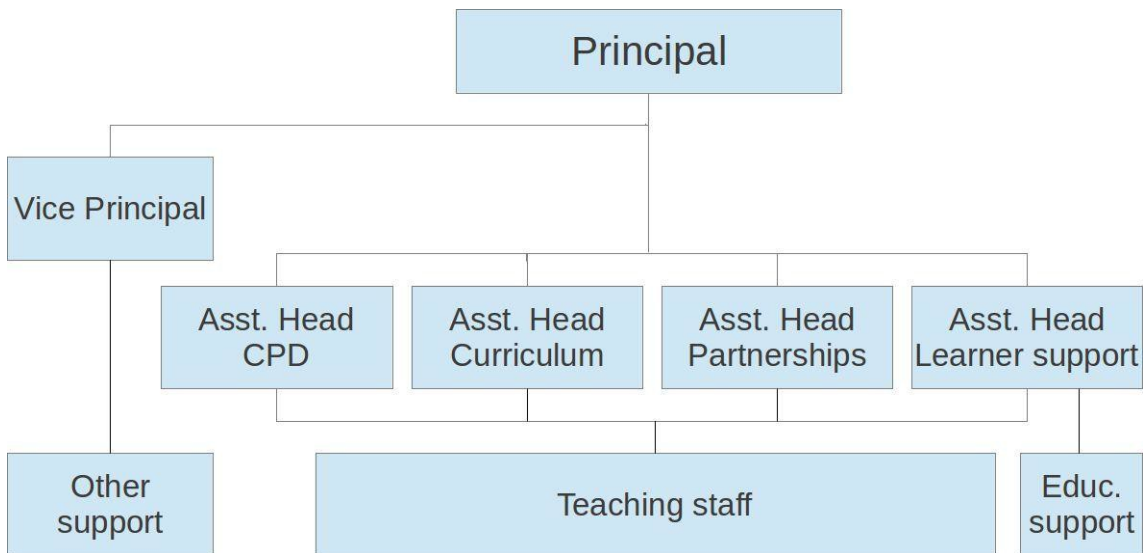 Principal
Vice Principal
Asst. Head
CPD
Asst. Head
Curriculum
Asst. Head
Partnerships
Asst. Head
Learner support
Other
support
Teaching staff
Educ.
support